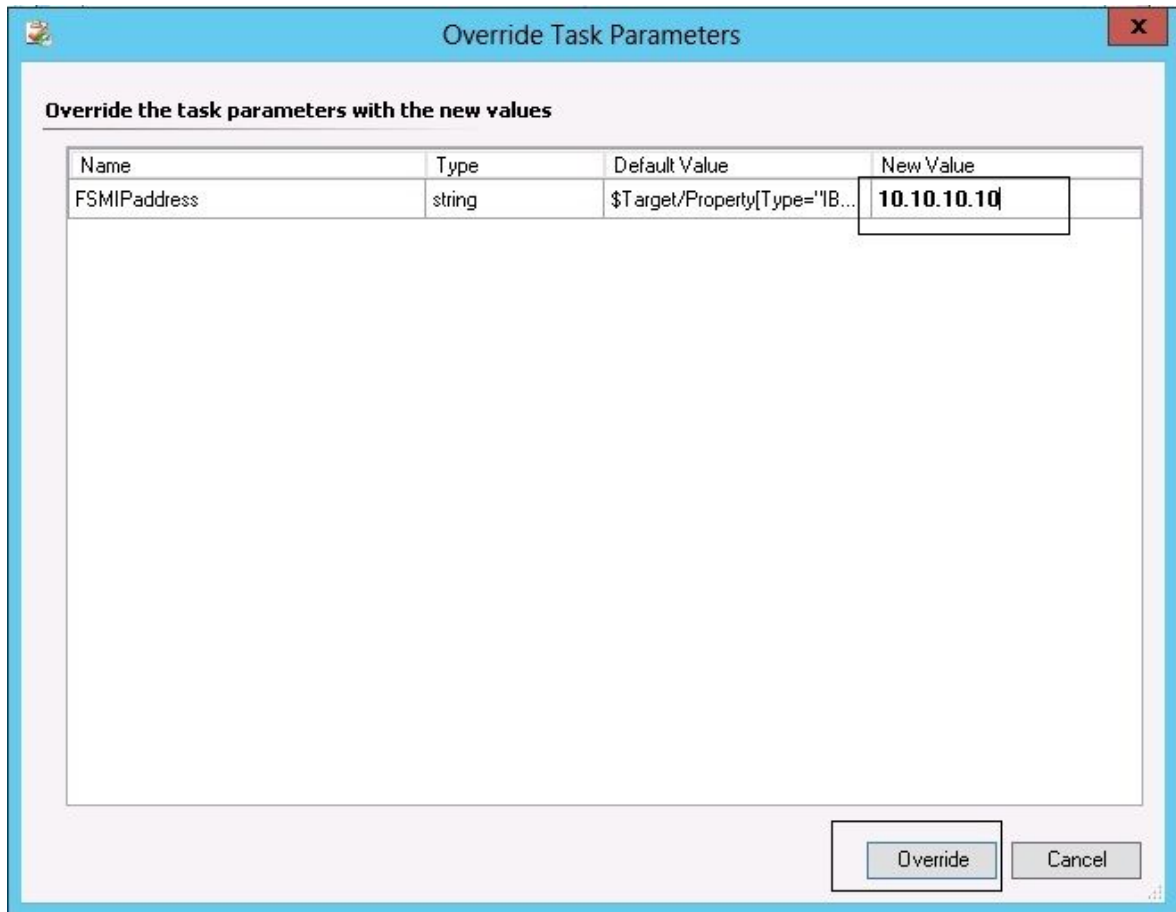 Override Task Parameters
x
Override the task parameters with the new values
Name Type Default Value New Value
FSMIPaddress string $Target/Property[Type="IB... 10.10.10.10
Override Cancel